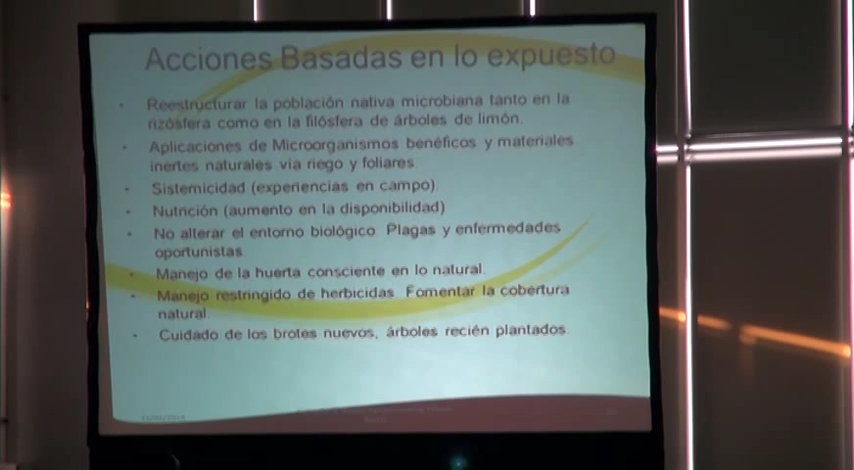 Acciones Basadas en lo expuesto
Reestructurar la población nativa microbiana tanto en la
rizósfera como en la filósfera de árboles de limón.
Aplicaciones de Microorganismos benéficos y materiales
inertes naturales via riego y foliares.
Sistemicidad (experiencias en campo).
Nutrición (aumento en la disponibilidad)
No alterar el entorno biológico. Plagas y enfermedades
oportunistas.
Manejo de la huerta consciente en lo natural.
Manejo restringido de herbicidas. Fomentar la cobertura
natural.
Cuidado de los brotes nuevos, árboles recién plantados.